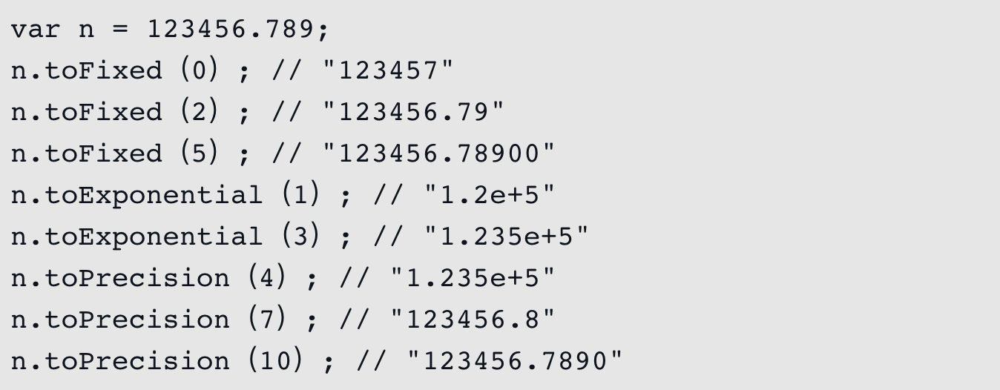 var n = 123456.789;
n.toFixed (0) ; // "123457"
n.toFixed (2) ; // "123456.79"
n.toFixed (5) ; // "123456.78900"
n.toExponential (1) ; // "1.2e+5"
n.toExponential (3) ; // "1.235e+5"
n.toPrecision (4) ; // "1.235e+5"
n.toPrecision (7) ; // "123456.8"
n.toPrecision (10) ; // "123456.7890"